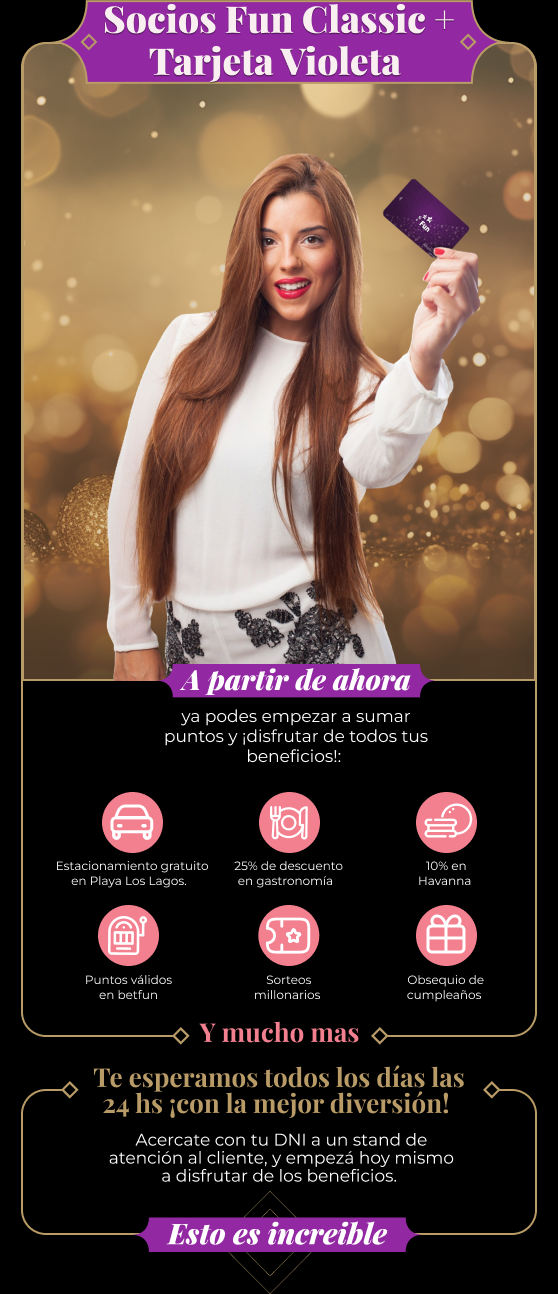 Socios Fun Classic +
Tarjeta Violeta
Fun
A partir de ahora
ya podes empezar a sumar
puntos y ¡disfrutar de todos tus
beneficios!:
Estacionamiento gratuito
en Playa Los Lagos.
25% de descuento
en gastronomía
10% en
Havanna
Puntos válidos
en betfun
Sorteos
millonarios
Obsequio de
cumpleaños
Y mucho mas
Te esperamos todos los días las
24 hs ¡con la mejor diversión!
Acercate con tu DNI a un stand de
atención al cliente, y empezá hoy mismo
a disfrutar de los beneficios.
Esto es increible